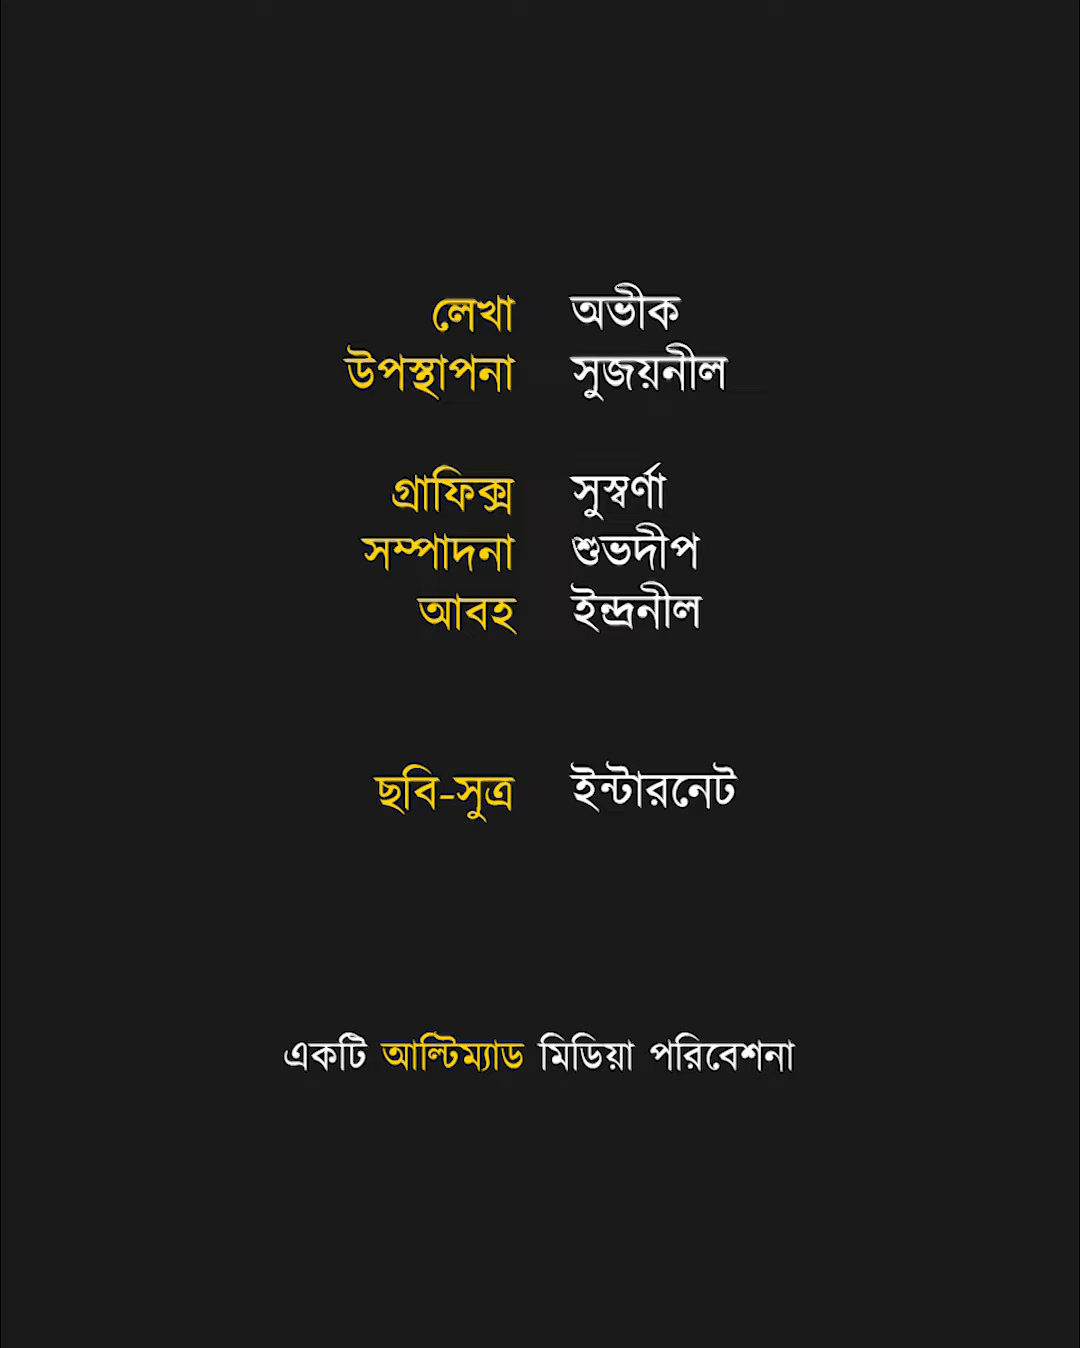 লেখা অভীক
উপস্থাপনা সুজয়নীল
গ্রাফিক্স সুস্বর্ণা
সম্পাদনা শুভদীপ
আবহ ইন্দ্রনীল
ছবি-সুত্র ইন্টারনেট
একটি আল্টিম্যাড মিডিয়া পরিবেশনা